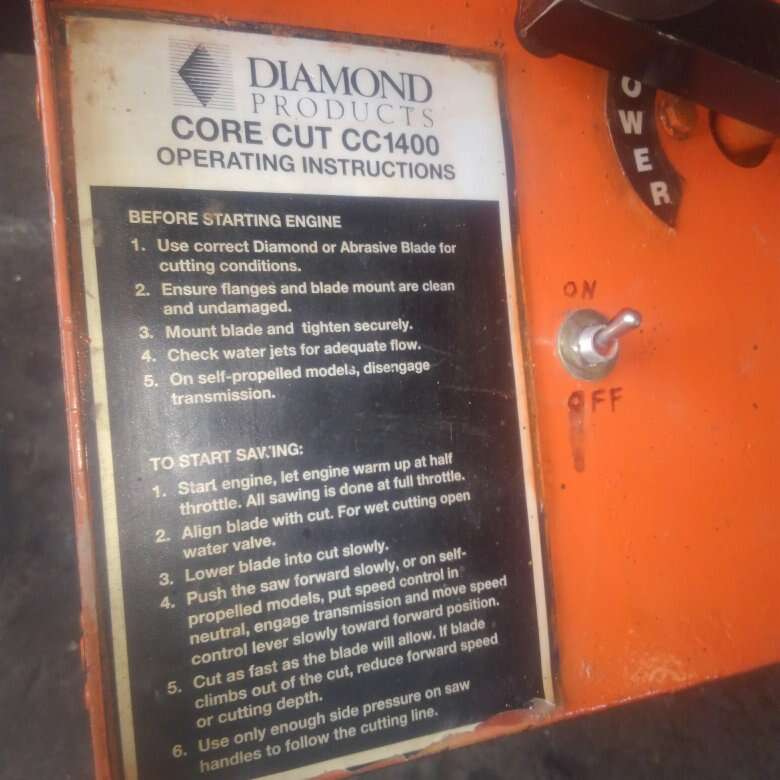 DIAMOND
PRODUCTS
CORE CUT CC1400
OPERATING INSTRUCTIONS
BEFORE STARTING ENGINE
1. Use correct Diamond or Abrasive Blade for
cutting conditions.
2. Ensure flanges and blade mount are clean
and undamaged.
3. Mount blade and tighten securely.
4. Check water jets for adequate flow.
5. On self-propelled models, disengage
transmission.
TO START SAWING:
1. Start engine, let engine warm up at half
throttle. All sawing is done at full throttle.
2. Align blade with cut. For wet cutting open
water valve.
3. Lower blade into cut slowly.
4. Push the saw forward slowly, or on self-
propelled models, put speed control in
neutral, engage transmission and move speed
control lever slowly toward forward position.
5. Cut as fast as the blade will allow. If blade
climbs out of the cut, reduce forward speed
or cutting depth.
6. Use only enough side pressure on saw
handles to follow the cutting line.
OWER
ON
OFF